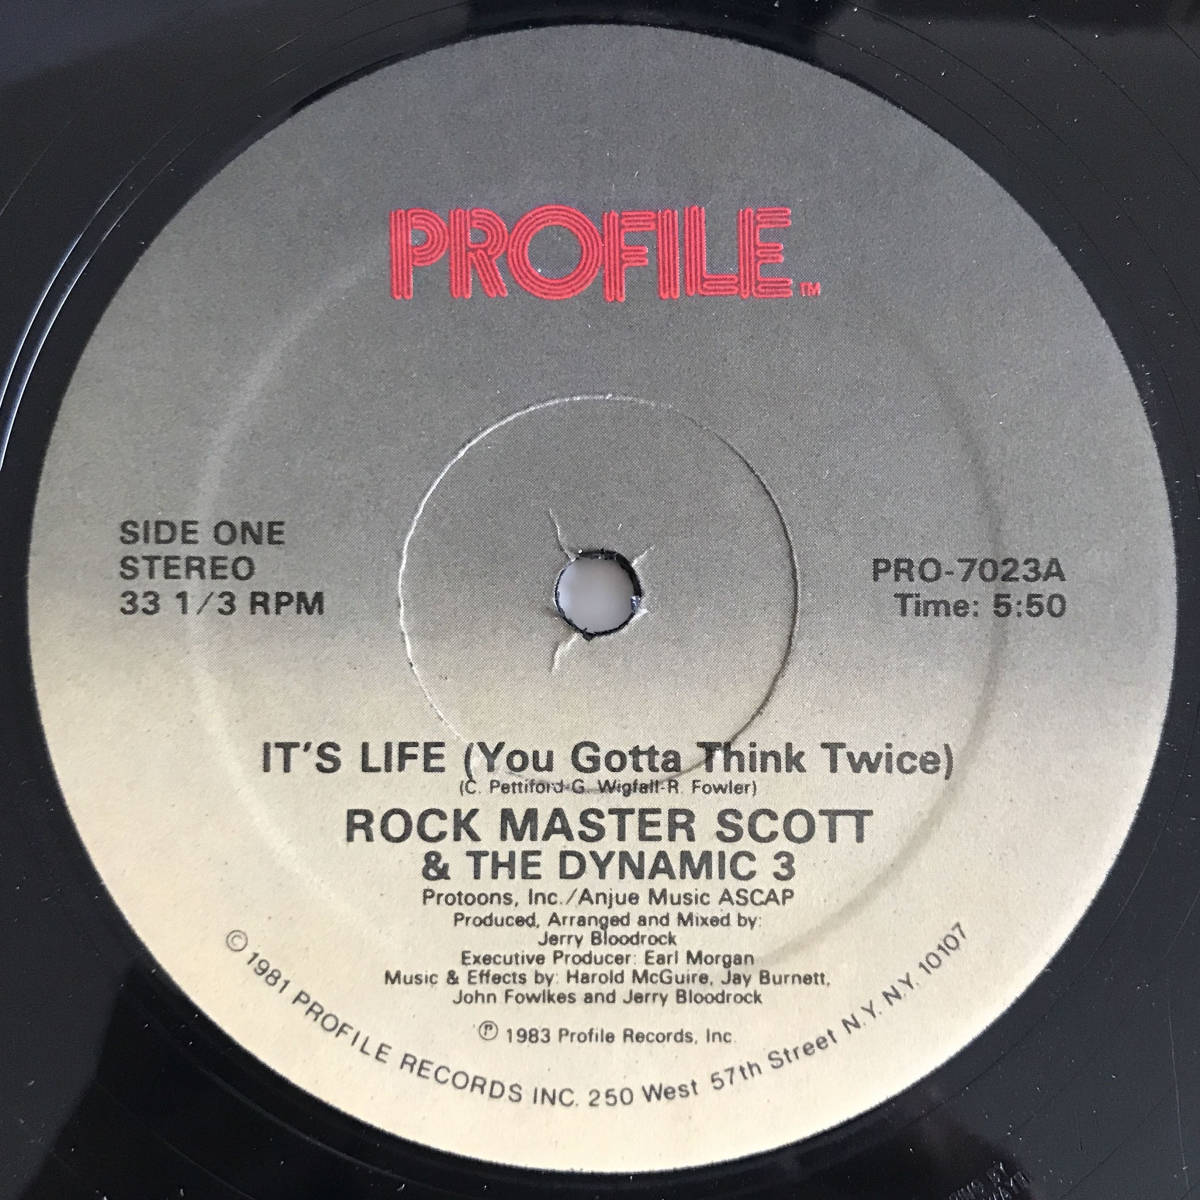 PROFILE™
SIDE ONE
STEREO
33 1/3 RPM
PRO-7023A
Time: 5:50
IT'S LIFE (You Gotta Think Twice)
(C. Pettiford-G. Wigfall-R. Fowler)
ROCK MASTER SCOTT
& THE DYNAMIC 3
Protoons, Inc./Anjue Music ASCAP
Produced, Arranged and Mixed by:
Jerry Bloodrock
Executive Producer: Earl Morgan
Music & Effects by: Harold McGuire, Jay Burnett,
John Fowlkes and Jerry Bloodrock
℗ 1983 Profile Records, Inc.
© 1981 PROFILE RECORDS INC. 250 West 57th Street N.Y. N.Y. 10107